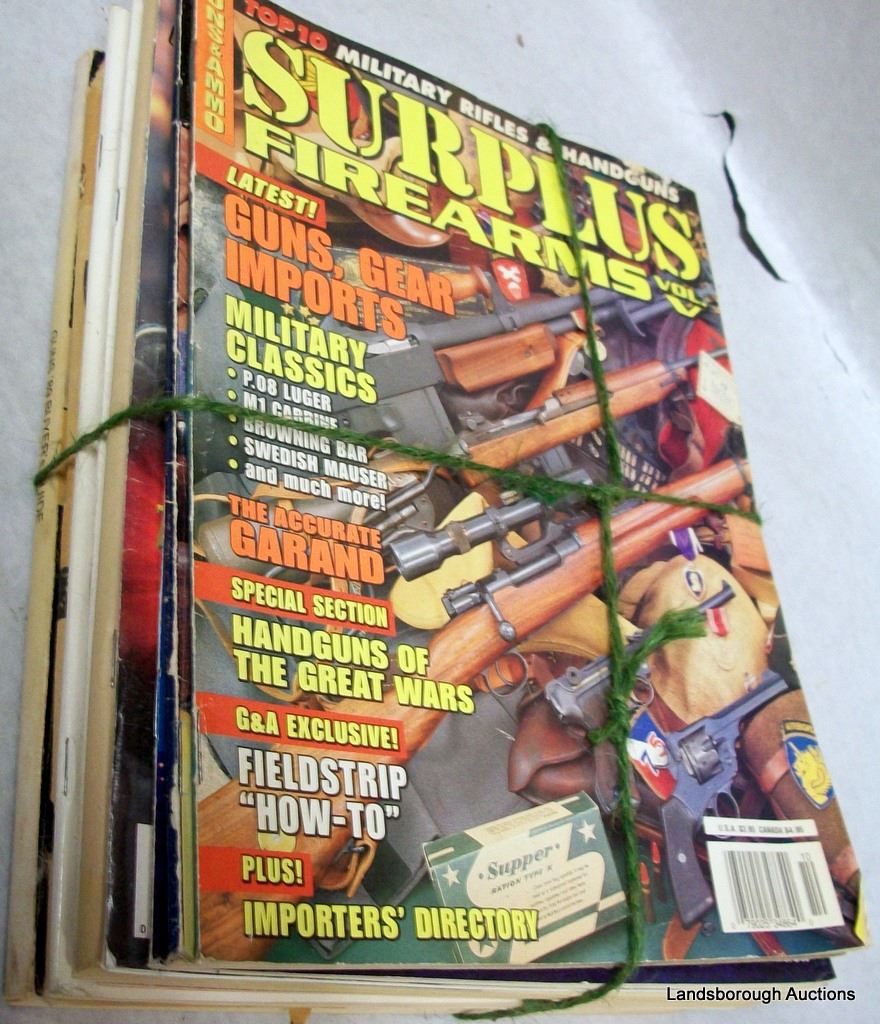 GUNS & AMMO
TOP 10 MILITARY RIFLES & HANDGUNS
SURPLUS
FIREARMS
VOL. V
LATEST!
GUNS, GEAR
IMPORTS
MILITARY
CLASSICS
• P.08 LUGER
• M1 CARBINE
• BROWNING BAR
• SWEDISH MAUSER
• and much more!
THE ACCURATE
GARAND
SPECIAL SECTION
HANDGUNS OF
THE GREAT WARS
G&A EXCLUSIVE!
FIELDSTRIP
"HOW-TO"
PLUS!
IMPORTERS' DIRECTORY
• Supper •
RATION TYPE K
Landsborough Auctions